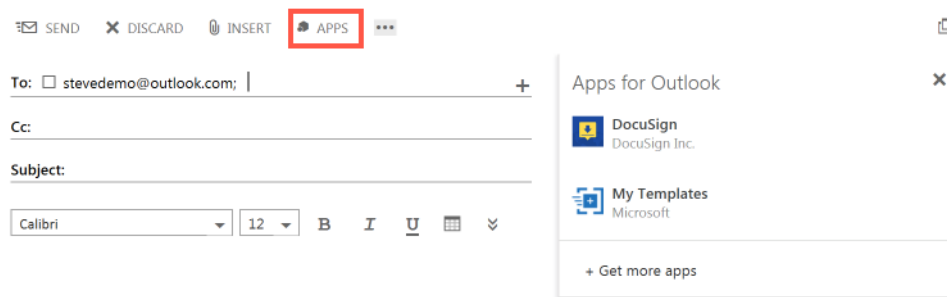 SEND DISCARD INSERT APPS •••
To: stevedemo@outlook.com; +
Cc:
Subject:
Calibri 12 B I U
Apps for Outlook
DocuSign
DocuSign Inc.
My Templates
Microsoft
+ Get more apps